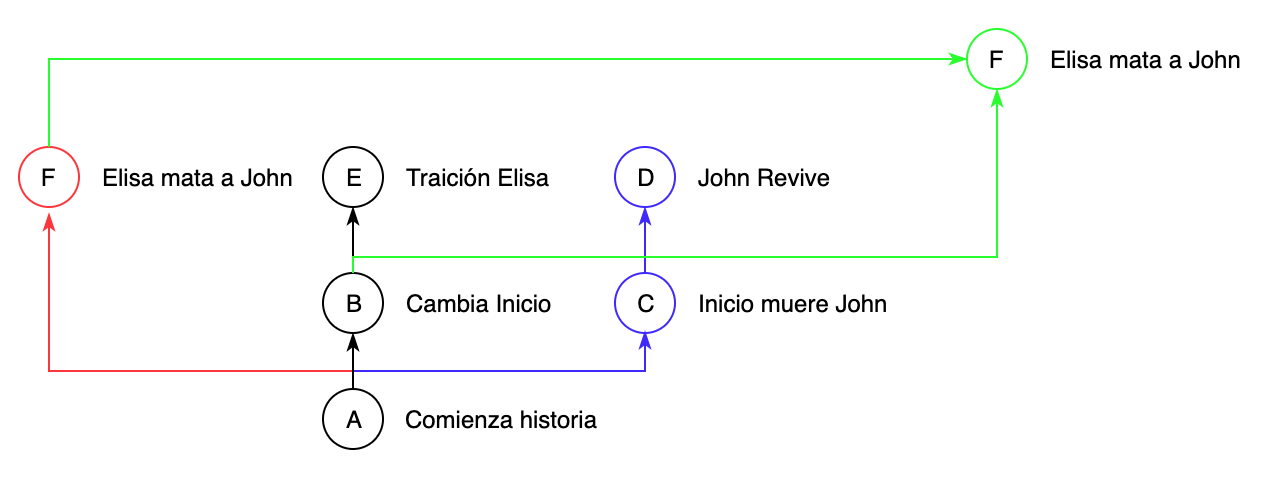 F Elisa mata a John
F Elisa mata a John E Traición Elisa D John Revive
B Cambia Inicio C Inicio muere John
A Comienza historia